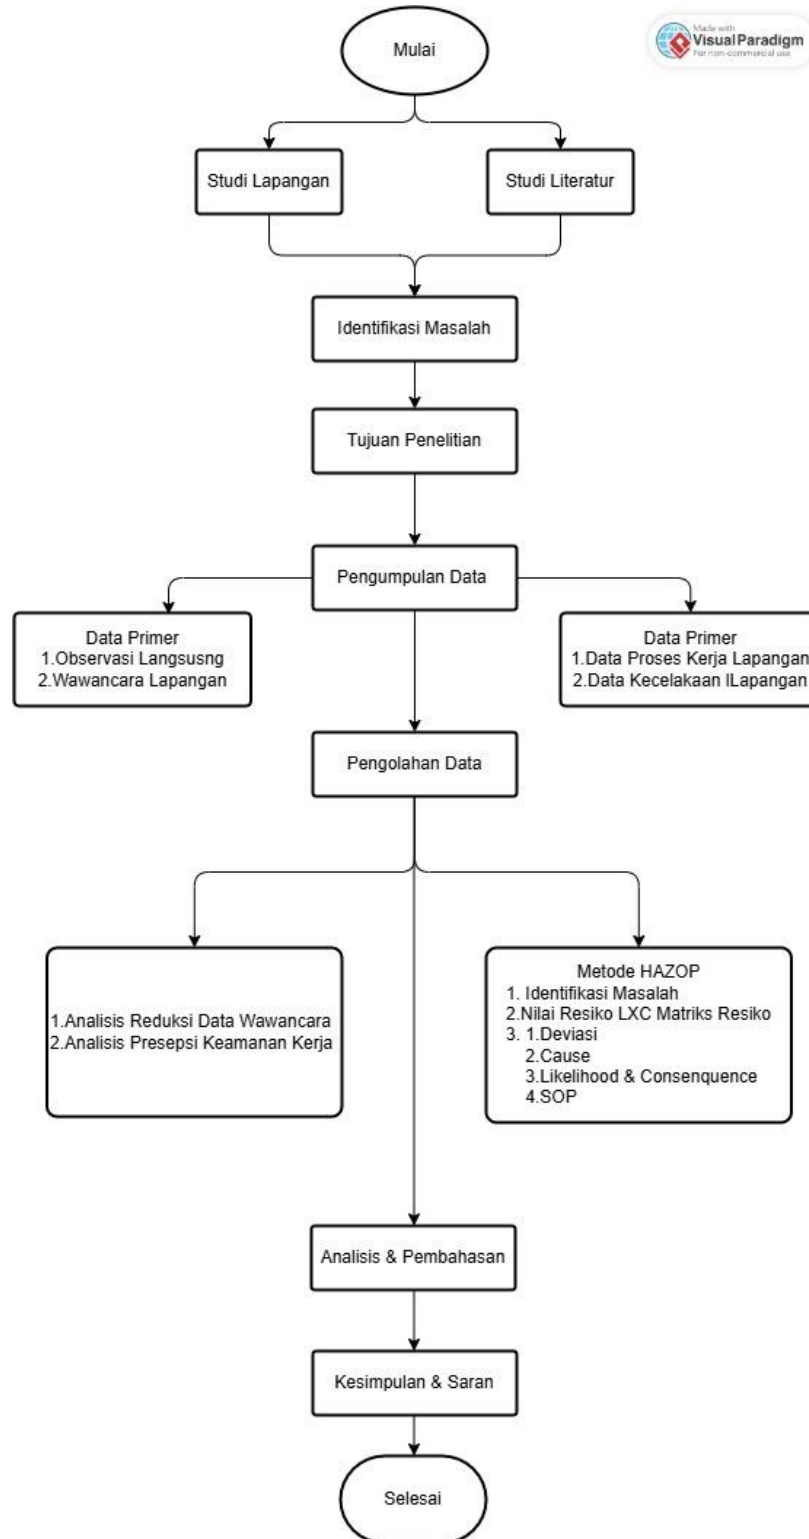 Made with
Visual Paradigm
For non-commercial use
Mulai
Studi Lapangan
Studi Literatur
Identifikasi Masalah
Tujuan Penelitian
Pengumpulan Data
Data Primer
1.Observasi Langsusng
2.Wawancara Lapangan
Data Primer
1.Data Proses Kerja Lapangan
2.Data Kecelakaan ILapangan
Pengolahan Data
1.Analisis Reduksi Data Wawancara
2.Analisis Presepsi Keamanan Kerja
Metode HAZOP
1. Identifikasi Masalah
2.Nilai Resiko LXC Matriks Resiko
3. 1.Deviasi
2.Cause
3.Likelihood & Consenquence
4.SOP
Analisis & Pembahasan
Kesimpulan & Saran
Selesai